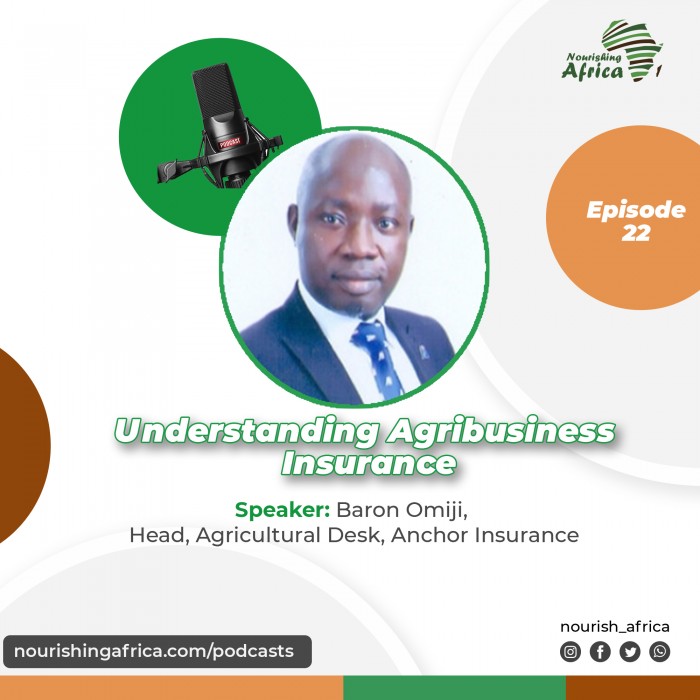 Nourishing
Africa
PODCAST
Episode
22
Understanding Agribusiness
Insurance
Speaker: Baron Omiji,
Head, Agricultural Desk, Anchor Insurance
nourish_africa
nourishingafrica.com/podcasts